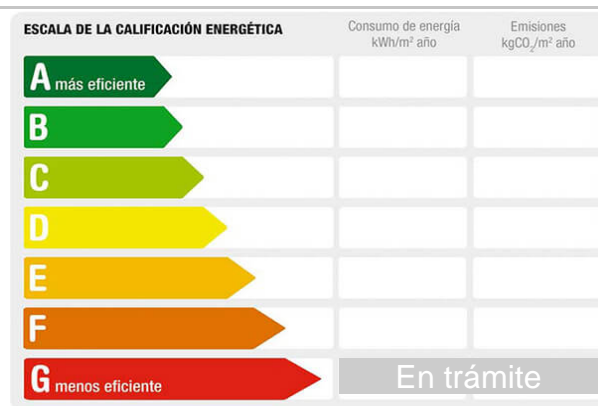 ESCALA DE LA CALIFICACIÓN ENERGÉTICA
Consumo de energía
kWh/m² año
Emisiones
kgCO₂/m² año
A más eficiente
B
C
D
E
F
G menos eficiente
En trámite